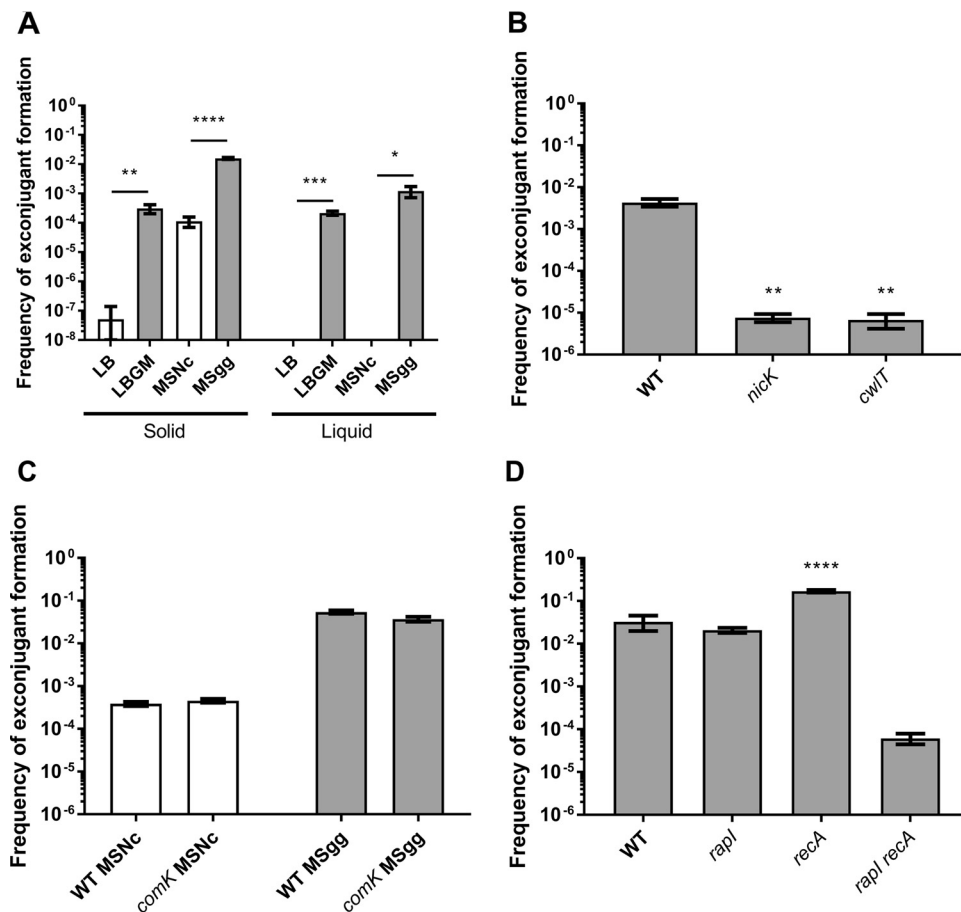 A
Frequency of exconjugant formation
10^0
10^-1
10^-2
10^-3
10^-4
10^-5
10^-6
10^-7
10^-8
**
****
***
*
LB
LBGM
MSNc
MSgg
LB
LBGM
MSNc
MSgg
Solid
Liquid
B
Frequency of exconjugant formation
10^0
10^-1
10^-2
10^-3
10^-4
10^-5
10^-6
**
**
WT
nicK
cwlT
C
Frequency of exconjugant formation
10^0
10^-1
10^-2
10^-3
10^-4
10^-5
10^-6
WT MSNc
comK MSNc
WT MSgg
comK MSgg
D
Frequency of exconjugant formation
10^0
10^-1
10^-2
10^-3
10^-4
10^-5
10^-6
****
WT
rapI
recA
rapI recA